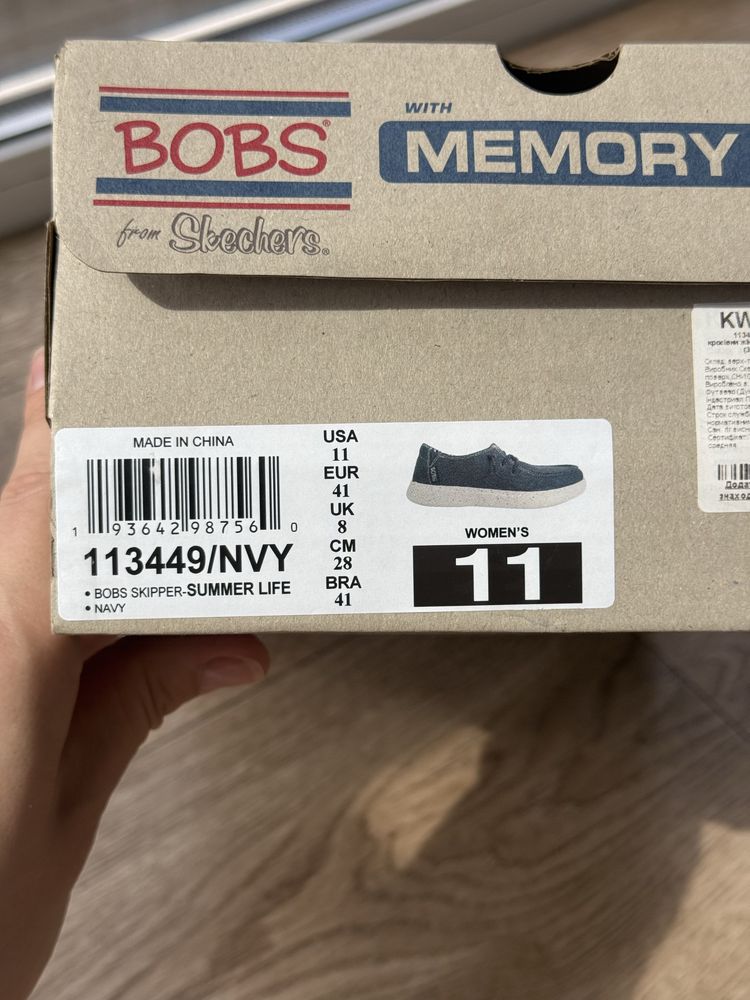 BOBS®
from Skechers®
WITH
MEMORY
KW
1134
MADE IN CHINA
1 93642 98756 0
113449/NVY
• BOBS SKIPPER-SUMMER LIFE
• NAVY
USA
11
EUR
41
UK
8
CM
28
BRA
41
WOMEN'S
11